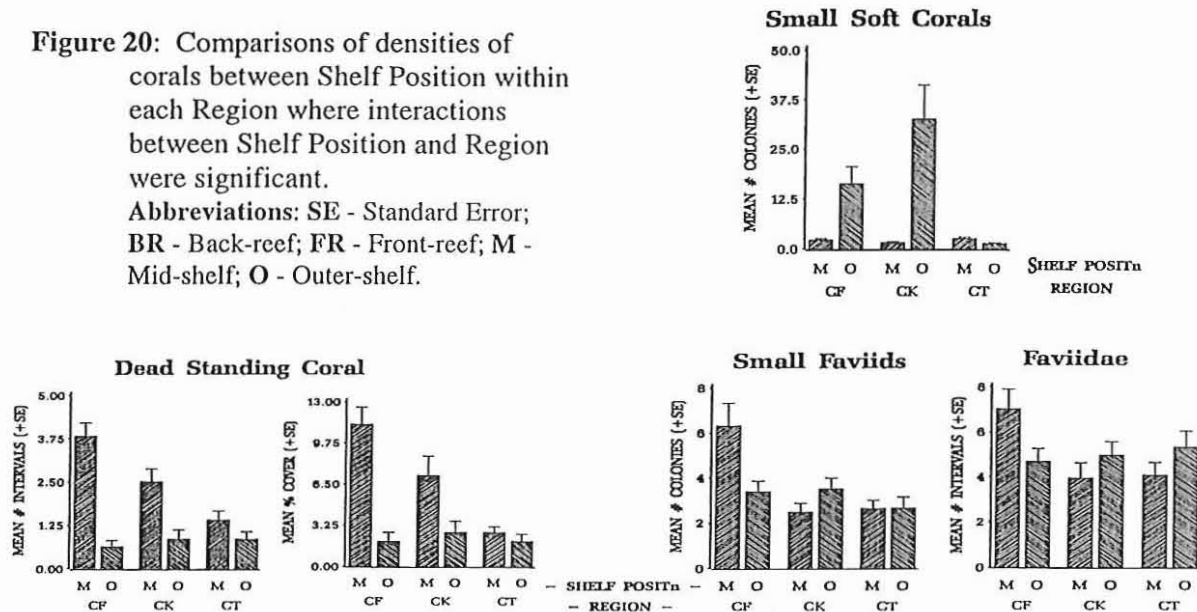 Figure 20: Comparisons of densities of
corals between Shelf Position within
each Region where interactions
between Shelf Position and Region
were significant.
Abbreviations: SE - Standard Error;
BR - Back-reef; FR - Front-reef; M -
Mid-shelf; O - Outer-shelf.
Small Soft Corals
MEAN # COLONIES (+SE)
50.0
37.5
25.0
12.5
0.0
M O M O M O SHELF POSITn
CF CK CT REGION
Dead Standing Coral
MEAN # INTERVALS (+SE)
5.00
3.75
2.50
1.25
0.00
M O M O M O
CF CK CT
MEAN % COVER (+SE)
13.00
9.75
6.50
3.25
0.00
M O M O M O
CF CK CT
– SHELF POSITn –
– REGION –
Small Faviids
MEAN # COLONIES (+SE)
8
6
4
2
0
M O M O M O
CF CK CT
Faviidae
MEAN # INTERVALS (+SE)
8
6
4
2
0
M O M O M O
CF CK CT